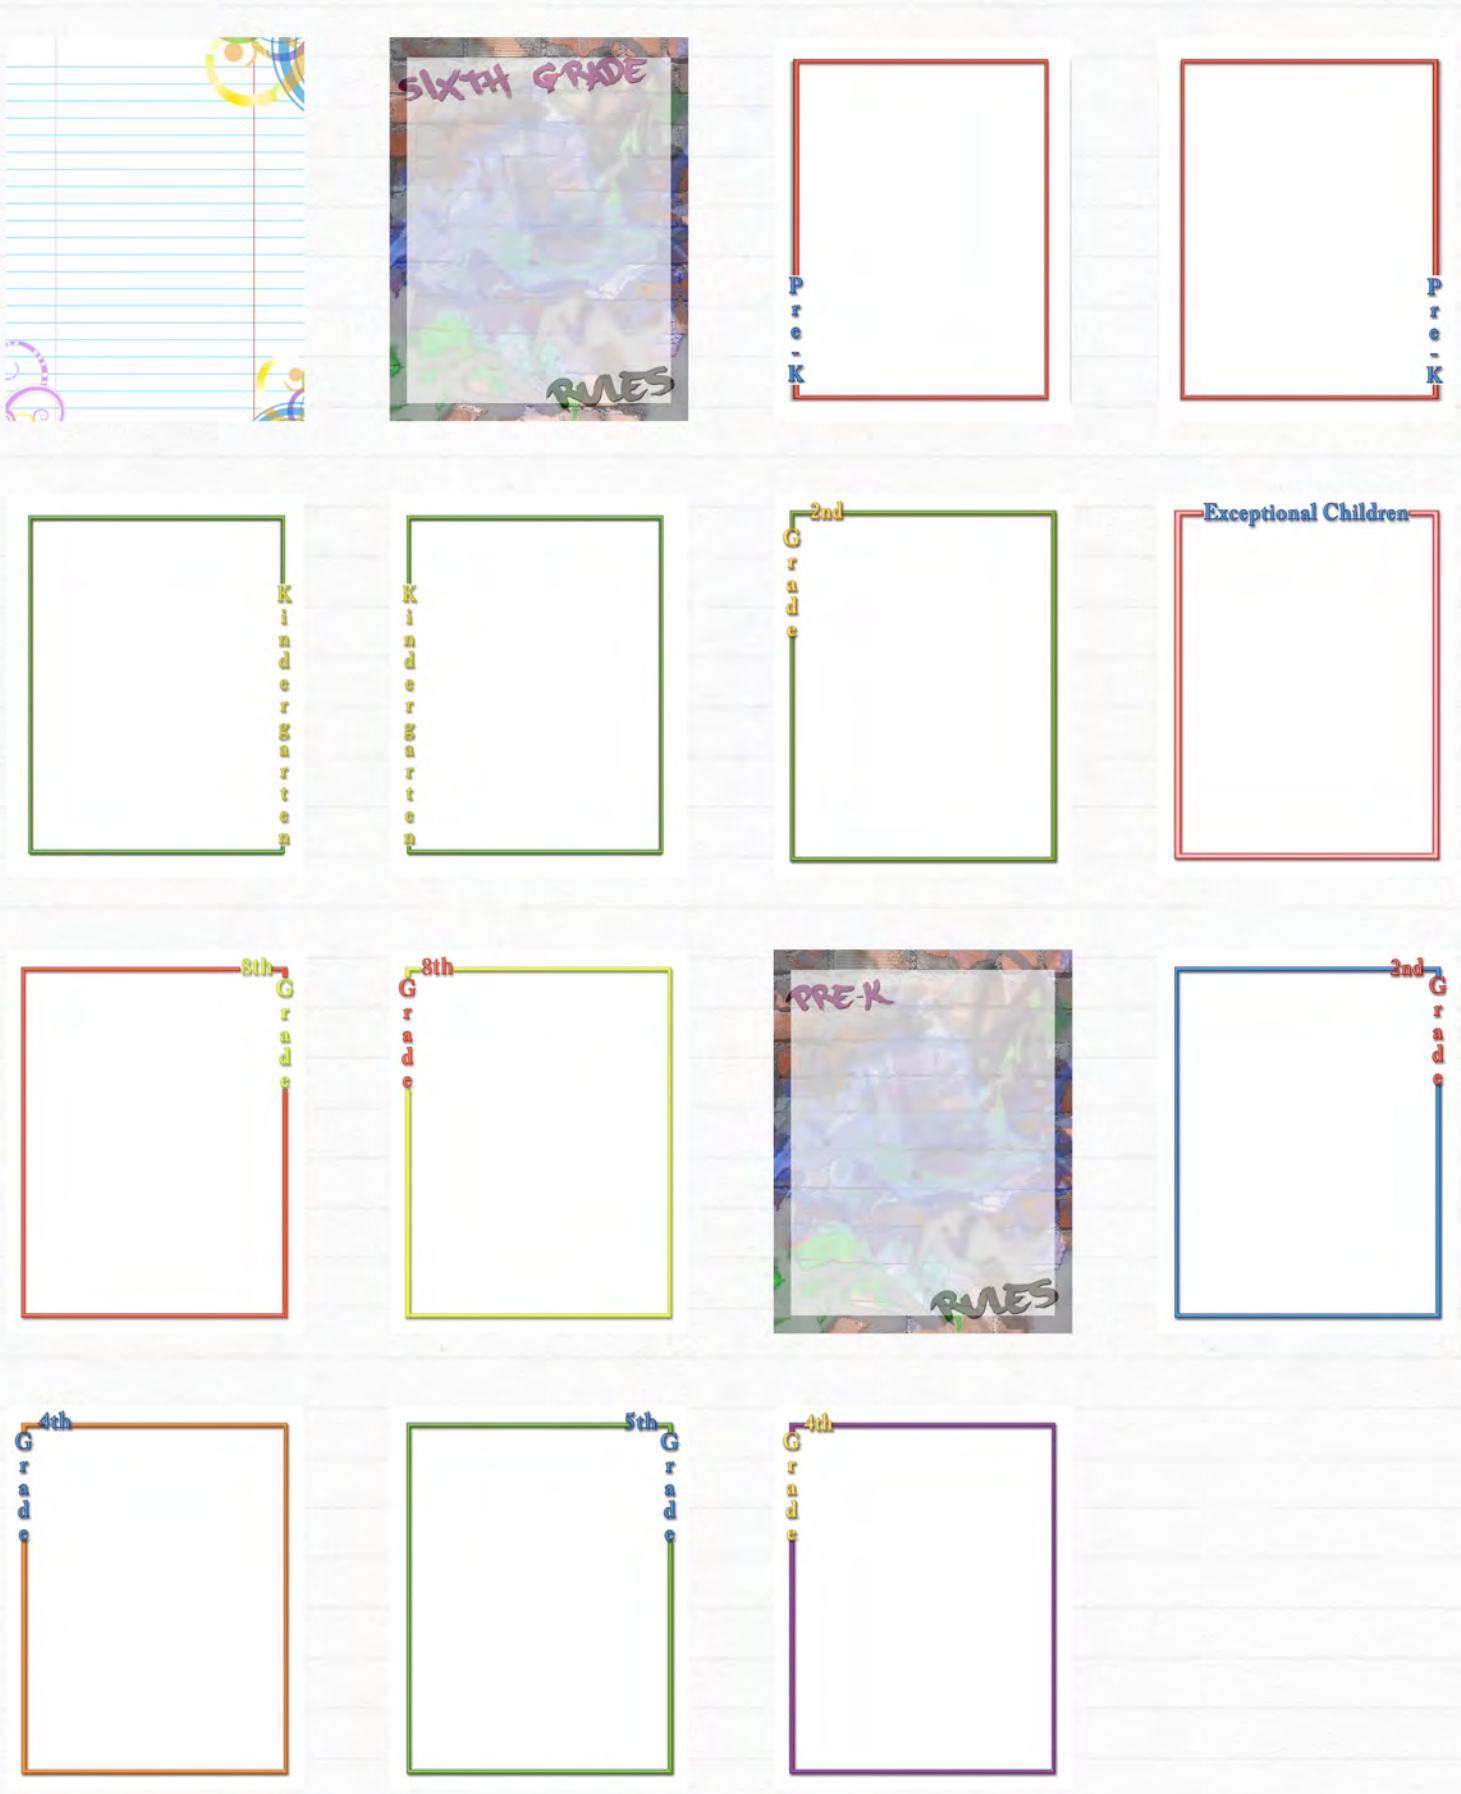 SIXTH GRADE
RULES
Pre-K
Pre-K
Kindergarten
Kindergarten
2nd
Grade
Exceptional Children
8th
Grade
8th
Grade
PRE-K
RULES
2nd
Grade
4th
Grade
5th
Grade
4th
Grade